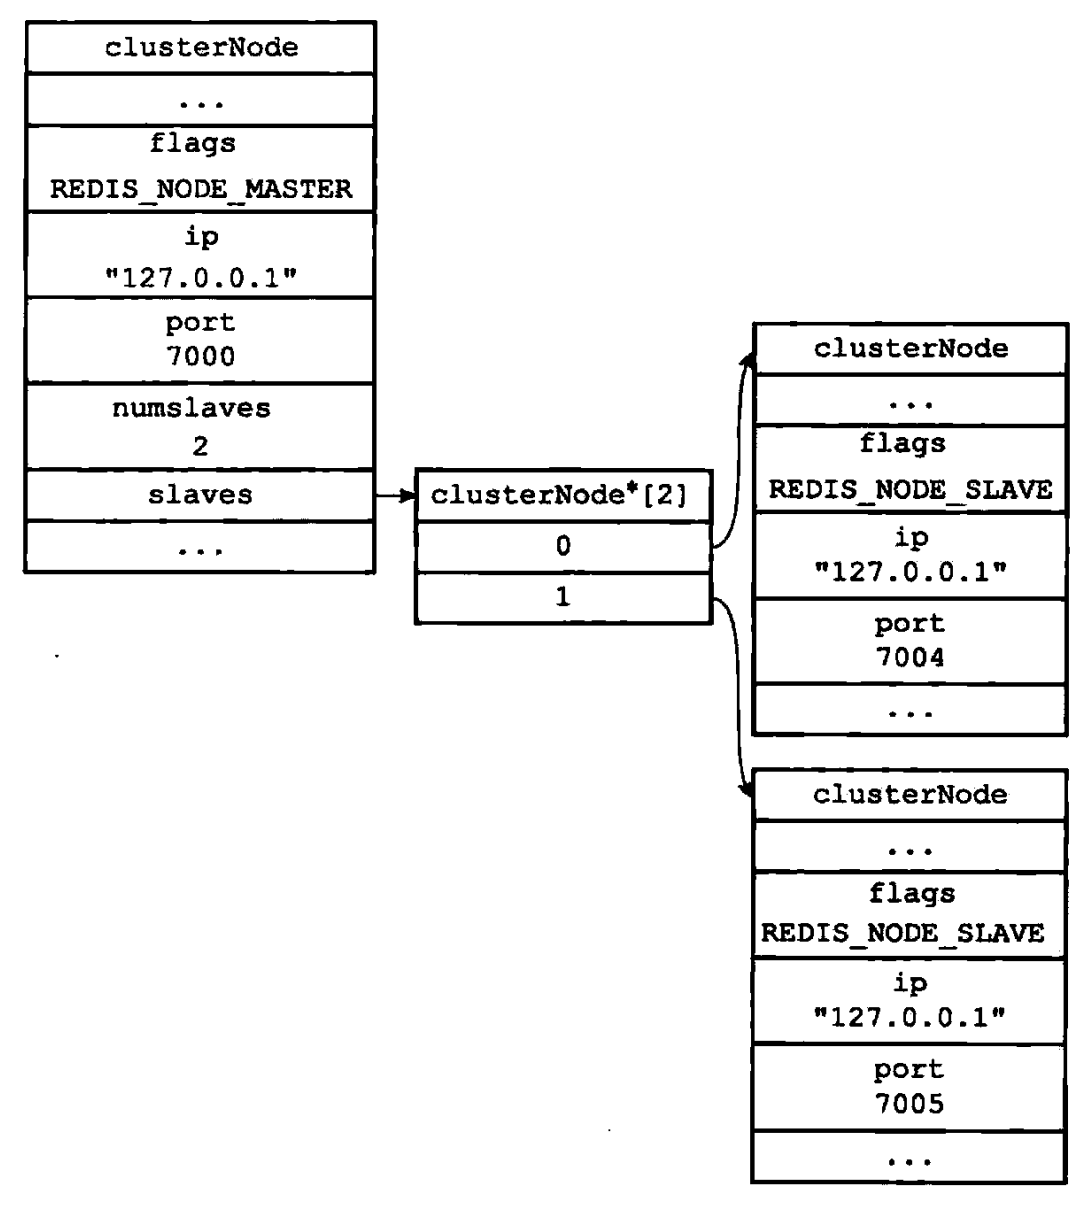 clusterNode
...
flags
REDIS_NODE_MASTER
ip
"127.0.0.1"
port
7000
numslaves
2
slaves
...
clusterNode*[2]
0
1
clusterNode
...
flags
REDIS_NODE_SLAVE
ip
"127.0.0.1"
port
7004
...
clusterNode
...
flags
REDIS_NODE_SLAVE
ip
"127.0.0.1"
port
7005
...